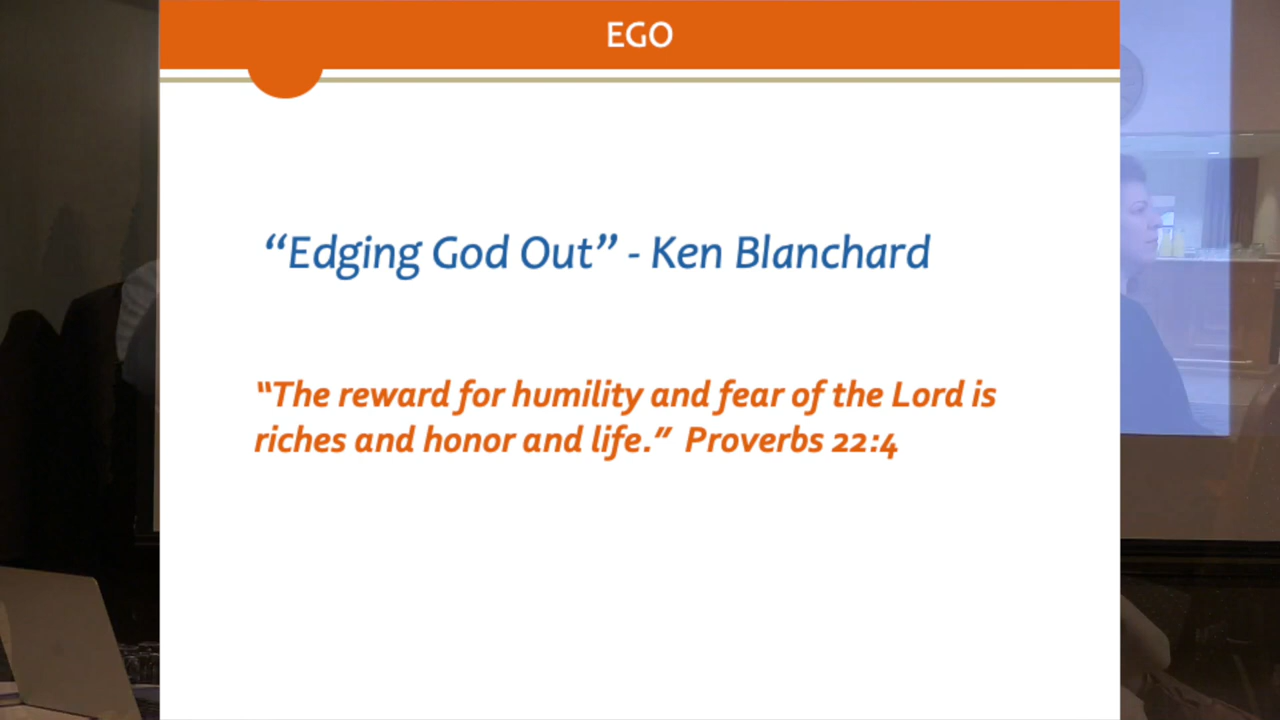 EGO
“Edging God Out” - Ken Blanchard
“The reward for humility and fear of the Lord is
riches and honor and life.” Proverbs 22:4